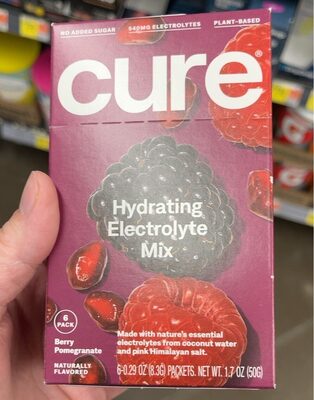 NO ADDED SUGAR 540MG ELECTROLYTES PLANT-BASED
cure®
Hydrating
Electrolyte
Mix
6
PACK
Berry
Pomegranate
NATURALLY
FLAVORED
Made with nature's essential
electrolytes from coconut water
and pink Himalayan salt.
6-0.29 OZ (8.3G) PACKETS. NET WT. 1.7 OZ (50G)